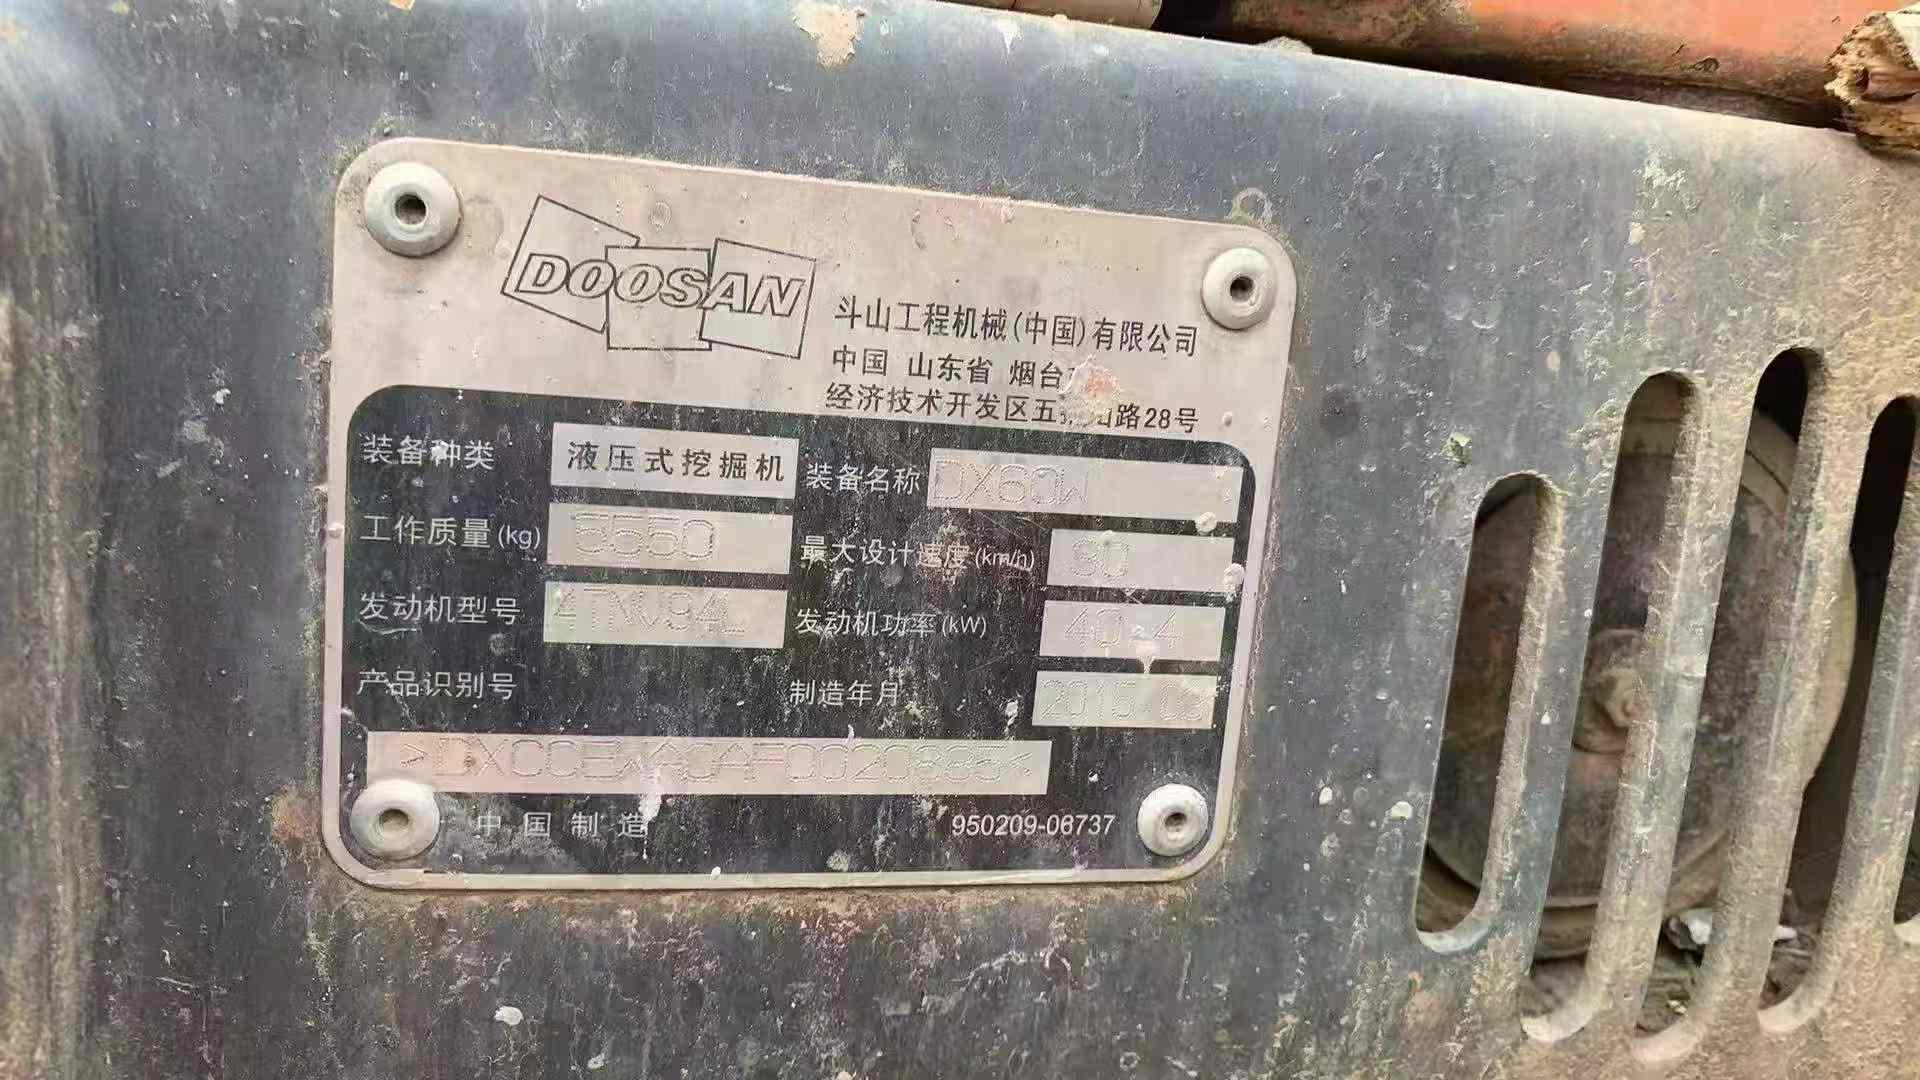 DOOSAN
斗山工程机械(中国)有限公司
中国 山东省 烟台
经济技术开发区五 路28号
装备种类 液压式挖掘机 装备名称 DX60W
工作质量(kg) 5550 最大设计速度(km/h) 30
发动机型号 4TNV94L 发动机功率(kW) 40.4
产品识别号 制造年月 2015.03
中国制造 950209-06737